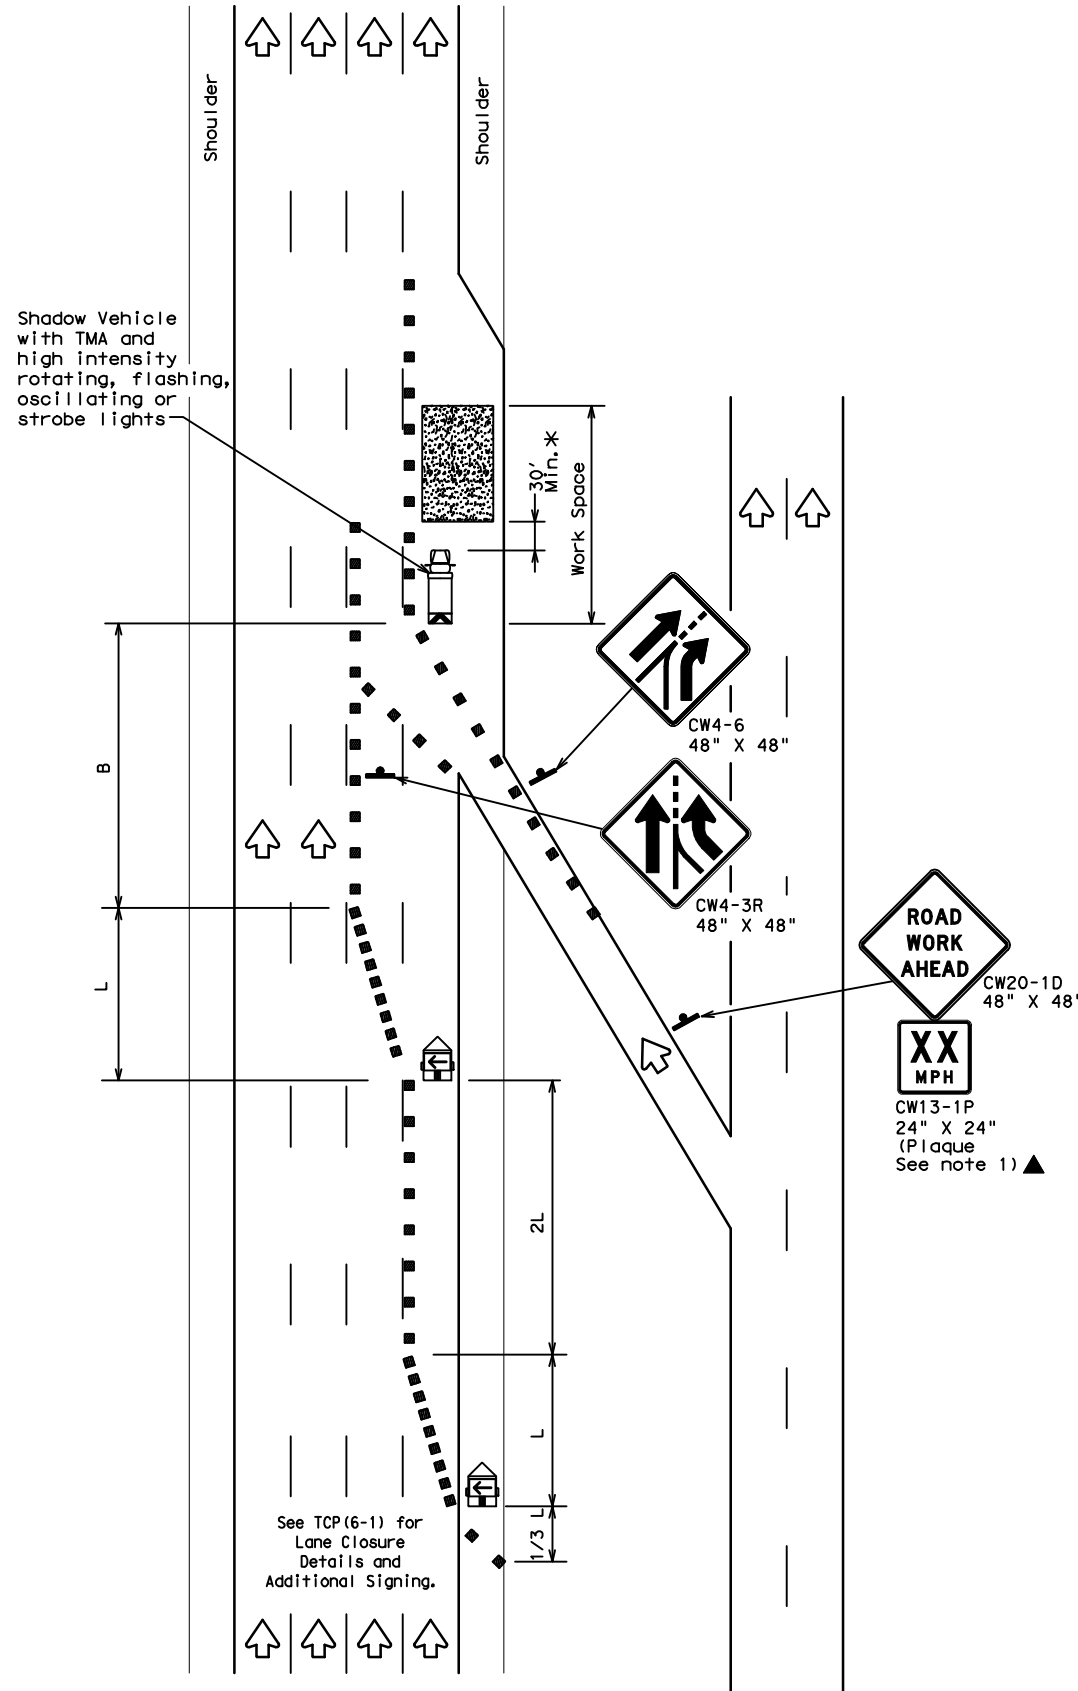 Shoulder
Shoulder
Shadow Vehicle
with TMA and
high intensity
rotating, flashing,
oscillating or
strobe lights
30'
Min.*
Work Space
CW4-6
48" X 48"
B
CW4-3R
48" X 48"
L
ROAD
WORK
AHEAD
CW20-1D
48" X 48'
XX
MPH
CW13-1P
24" X 24"
(Plaque
See note 1)
2L
L
1/3 L
See TCP(6-1) for
Lane Closure
Details and
Additional Signing.